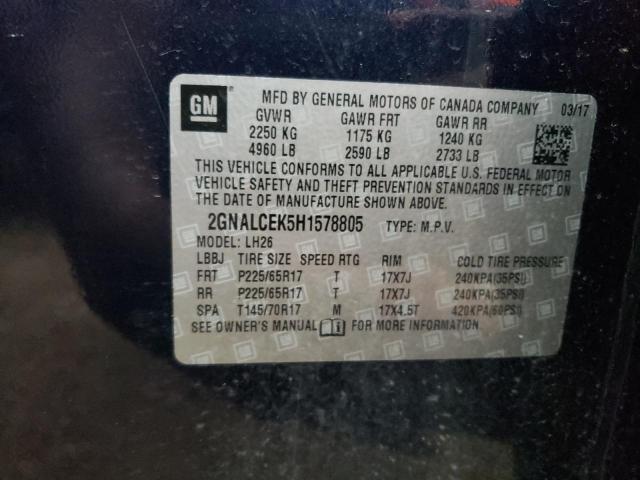 GM
MFD BY GENERAL MOTORS OF CANADA COMPANY 03/17
GVWR GAWR FRT GAWR RR
2250 KG 1175 KG 1240 KG
4960 LB 2590 LB 2733 LB
THIS VEHICLE CONFORMS TO ALL APPLICABLE U.S. FEDERAL MOTOR
VEHICLE SAFETY AND THEFT PREVENTION STANDARDS IN EFFECT ON
THE DATE OF MANUFACTURE SHOWN ABOVE.
2GNALCEK5H1578805 TYPE: M.P.V.
MODEL: LH26
LBBJ TIRE SIZE SPEED RTG RIM COLD TIRE PRESSURE
FRT P225/65R17 T 17X7J 240KPA(35PSI)
RR P225/65R17 T 17X7J 240KPA(35PSI)
SPA T145/70R17 M 17X4.5T 420KPA(60PSI)
SEE OWNER'S MANUAL FOR MORE INFORMATION.